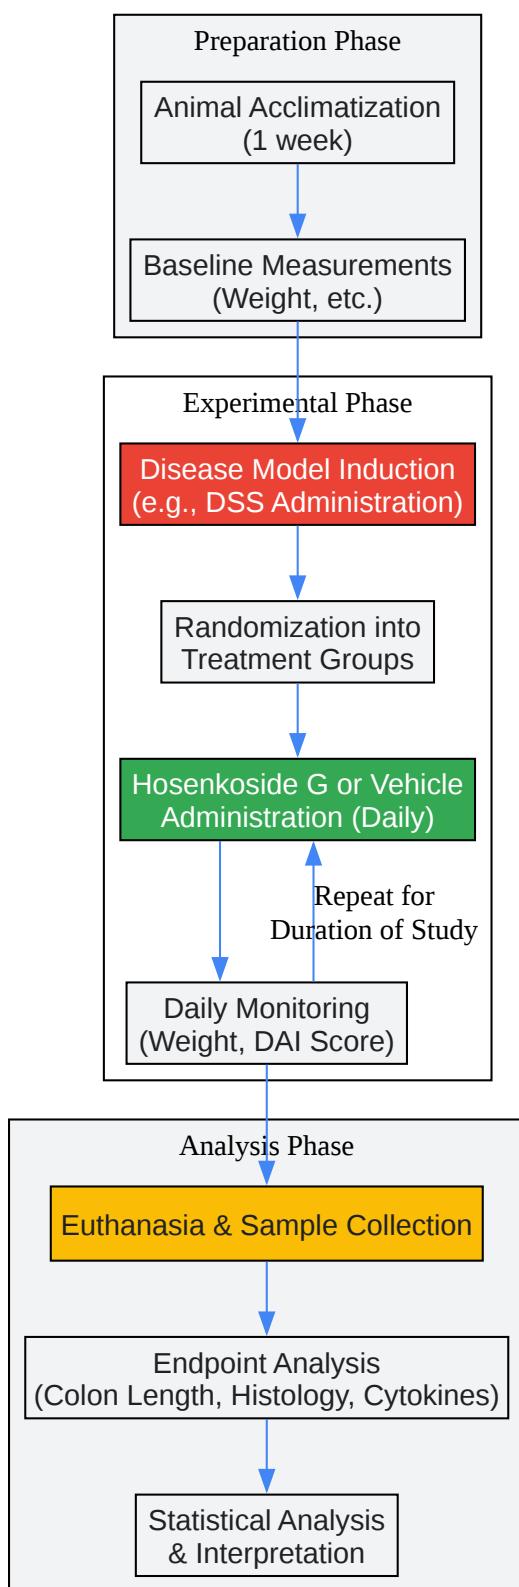 Preparation Phase
Animal Acclimatization
(1 week)
Baseline Measurements
(Weight, etc.)
Experimental Phase
Disease Model Induction
(e.g., DSS Administration)
Randomization into
Treatment Groups
Hosenkoside G or Vehicle
Administration (Daily)
Repeat for
Duration of Study
Daily Monitoring
(Weight, DAI Score)
Analysis Phase
Euthanasia & Sample Collection
Endpoint Analysis
(Colon Length, Histology, Cytokines)
Statistical Analysis
& Interpretation